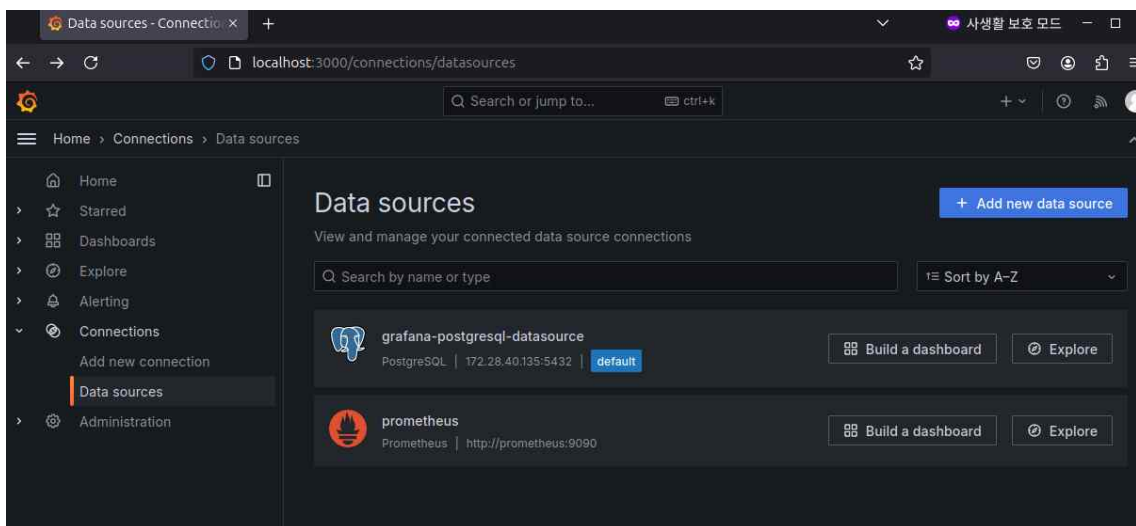 Data sources - Connectio
사생활 보호 모드
localhost:3000/connections/datasources
Search or jump to...
ctrl+k
Home › Connections › Data sources
Home
Starred
Dashboards
Explore
Alerting
Connections
Add new connection
Data sources
Administration
Data sources
+ Add new data source
View and manage your connected data source connections
Search by name or type
Sort by A–Z
grafana-postgresql-datasource
PostgreSQL | 172.28.40.135:5432 | default
Build a dashboard
Explore
prometheus
Prometheus | http://prometheus:9090
Build a dashboard
Explore